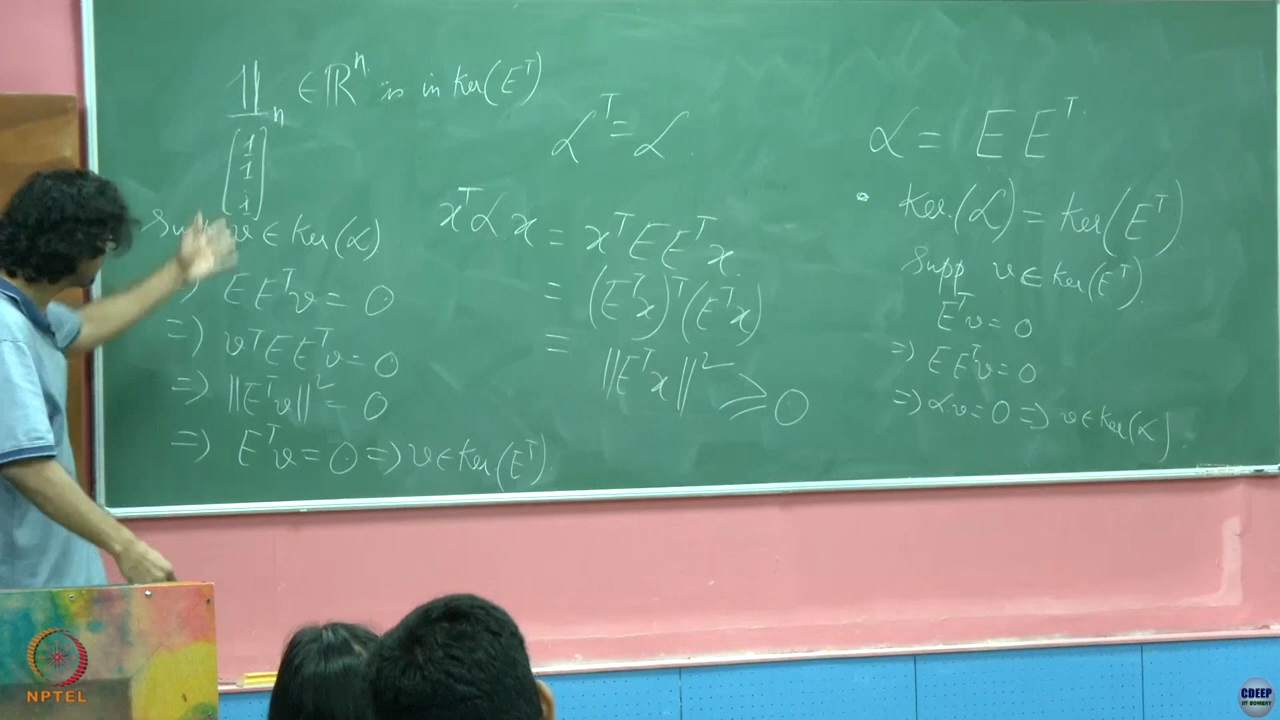 𝟙ₙ ∈ ℝⁿ is in ker(Eᵀ)
[1 1 ⋮ 1]
v ∈ ker(ℒ)
⇒ E Eᵀv = 0
⇒ vᵀE Eᵀv = 0
⇒ ||Eᵀv||² = 0
⇒ Eᵀv = 0 ⇒ v ∈ ker(Eᵀ)
ℒᵀ = ℒ.
xᵀℒx = xᵀE Eᵀx.
= (Eᵀx)ᵀ(Eᵀx)
= ||Eᵀx||² ≥ 0
ℒ = E Eᵀ.
• ker.(ℒ) = ker(Eᵀ)
Supp v ∈ ker(Eᵀ).
Eᵀv = 0
⇒ E Eᵀv = 0
⇒ ℒ.v = 0 ⇒ v ∈ ker(ℒ).
NPTEL
CDEEP
IIT BOMBAY